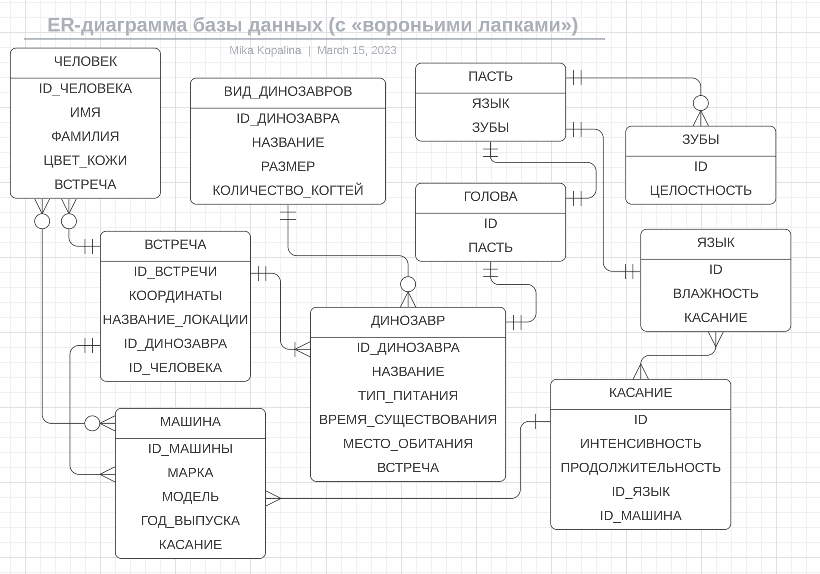 ER-диаграмма базы данных (с «вороньими лапками»)
Mika Kopalina | March 15, 2023
ЧЕЛОВЕК
ID_ЧЕЛОВЕКА
ИМЯ
ФАМИЛИЯ
ЦВЕТ_КОЖИ
ВСТРЕЧА
ВИД_ДИНОЗАВРОВ
ID_ДИНОЗАВРА
НАЗВАНИЕ
РАЗМЕР
КОЛИЧЕСТВО_КОГТЕЙ
ПАСТЬ
ЯЗЫК
ЗУБЫ
ЗУБЫ
ID
ЦЕЛОСТНОСТЬ
ГОЛОВА
ID
ПАСТЬ
ВСТРЕЧА
ID_ВСТРЕЧИ
КООРДИНАТЫ
НАЗВАНИЕ_ЛОКАЦИИ
ID_ДИНОЗАВРА
ID_ЧЕЛОВЕКА
ЯЗЫК
ID
ВЛАЖНОСТЬ
КАСАНИЕ
ДИНОЗАВР
ID_ДИНОЗАВРА
НАЗВАНИЕ
ТИП_ПИТАНИЯ
ВРЕМЯ_СУЩЕСТВОВАНИЯ
МЕСТО_ОБИТАНИЯ
ВСТРЕЧА
КАСАНИЕ
ID
ИНТЕНСИВНОСТЬ
ПРОДОЛЖИТЕЛЬНОСТЬ
ID_ЯЗЫК
ID_МАШИНА
МАШИНА
ID_МАШИНЫ
МАРКА
МОДЕЛЬ
ГОД_ВЫПУСКА
КАСАНИЕ